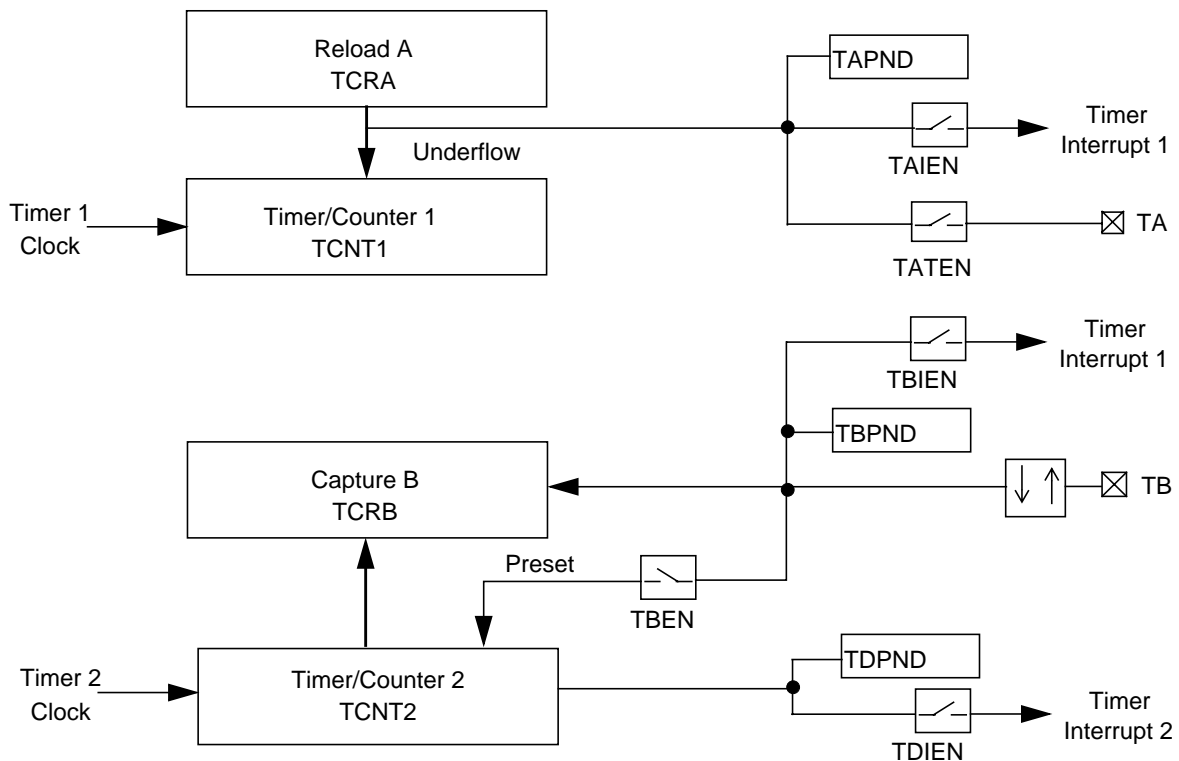 Reload A
TCRA
Underflow
TAPND
TAIEN
Timer
Interrupt 1
Timer 1
Clock
Timer/Counter 1
TCNT1
TATEN
TA
TBIEN
Timer
Interrupt 1
TBPND
Capture B
TCRB
TB
Preset
TBEN
Timer 2
Clock
Timer/Counter 2
TCNT2
TDPND
TDIEN
Timer
Interrupt 2